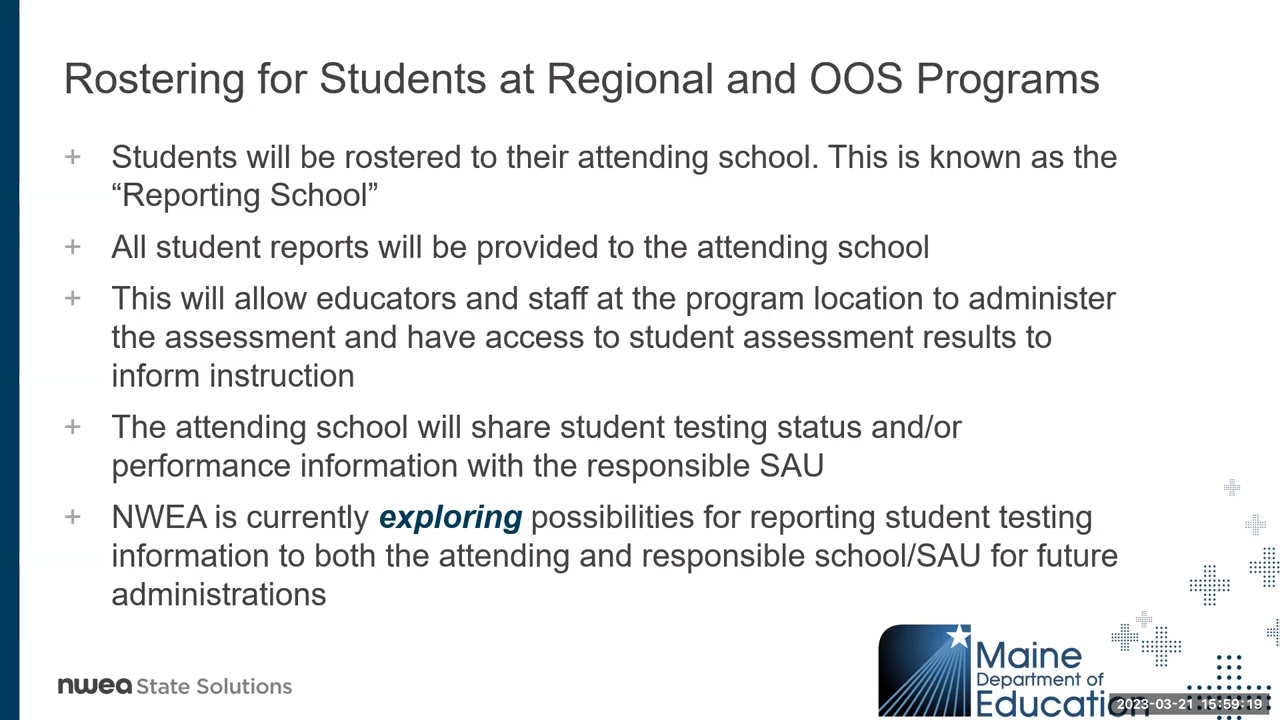 Rostering for Students at Regional and OOS Programs
+ Students will be rostered to their attending school. This is known as the
“Reporting School”
+ All student reports will be provided to the attending school
+ This will allow educators and staff at the program location to administer
the assessment and have access to student assessment results to
inform instruction
+ The attending school will share student testing status and/or
performance information with the responsible SAU
+ NWEA is currently exploring possibilities for reporting student testing
information to both the attending and responsible school/SAU for future
administrations
nwea State Solutions
Maine
Department of
Education
2023-03-21 15:59:19